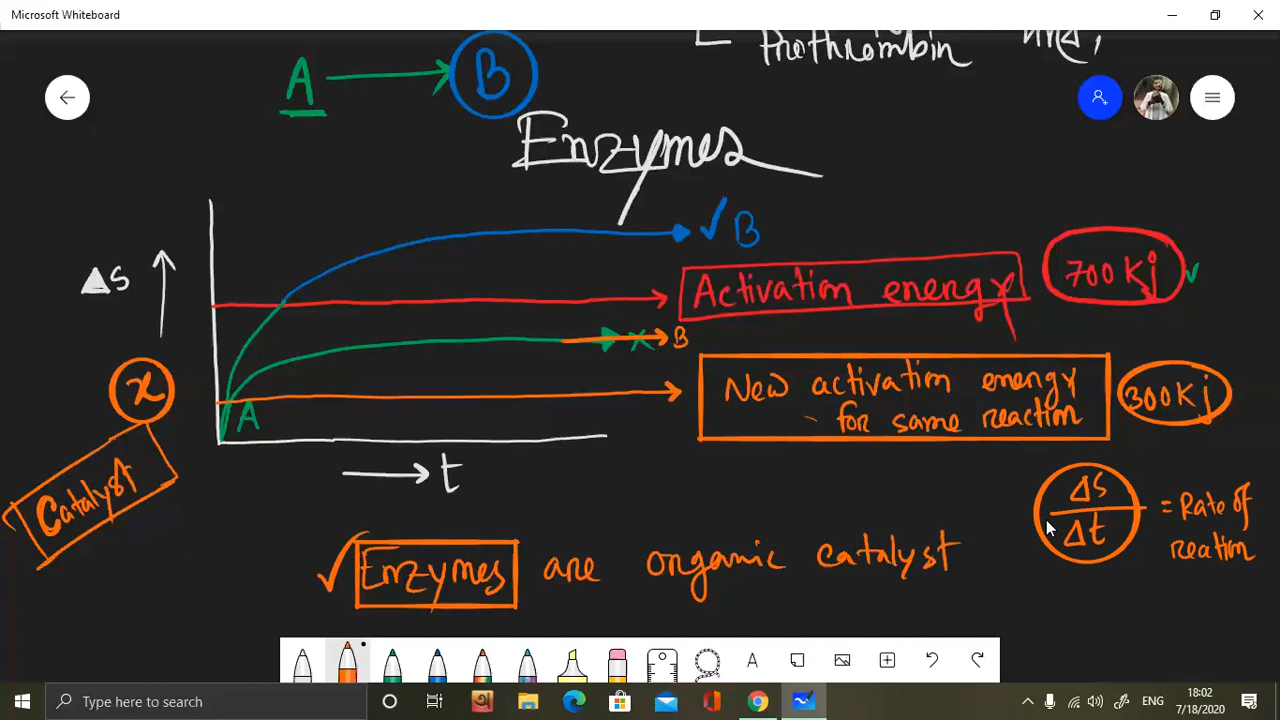 Microsoft Whiteboard
Prothrombin
A → B
Enzymes
✓ B
Δs
Activation energy
700 Kj ✓
x B
x
New activation energy
for same reaction
300 Kj
A
t
Catalyst
Δs
Δt
= Rate of
reation
✓ Enzymes are organic catalyst
A
Type here to search
ENG
18:02
7/18/2020